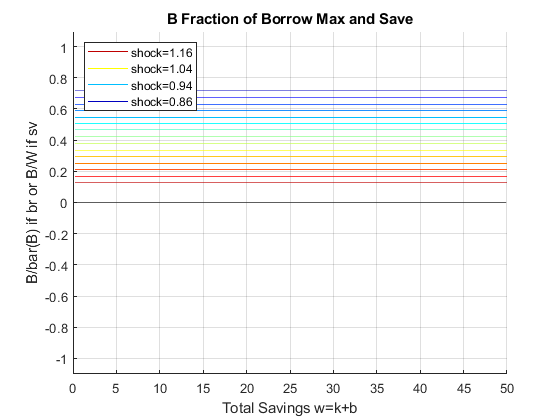 B Fraction of Borrow Max and Save
1
0.8
0.6
0.4
0.2
0
-0.2
-0.4
-0.6
-0.8
-1
B/bar(B) if br or B/W if sv
shock=1.16
shock=1.04
shock=0.94
shock=0.86
0 5 10 15 20 25 30 35 40 45 50
Total Savings w=k+b